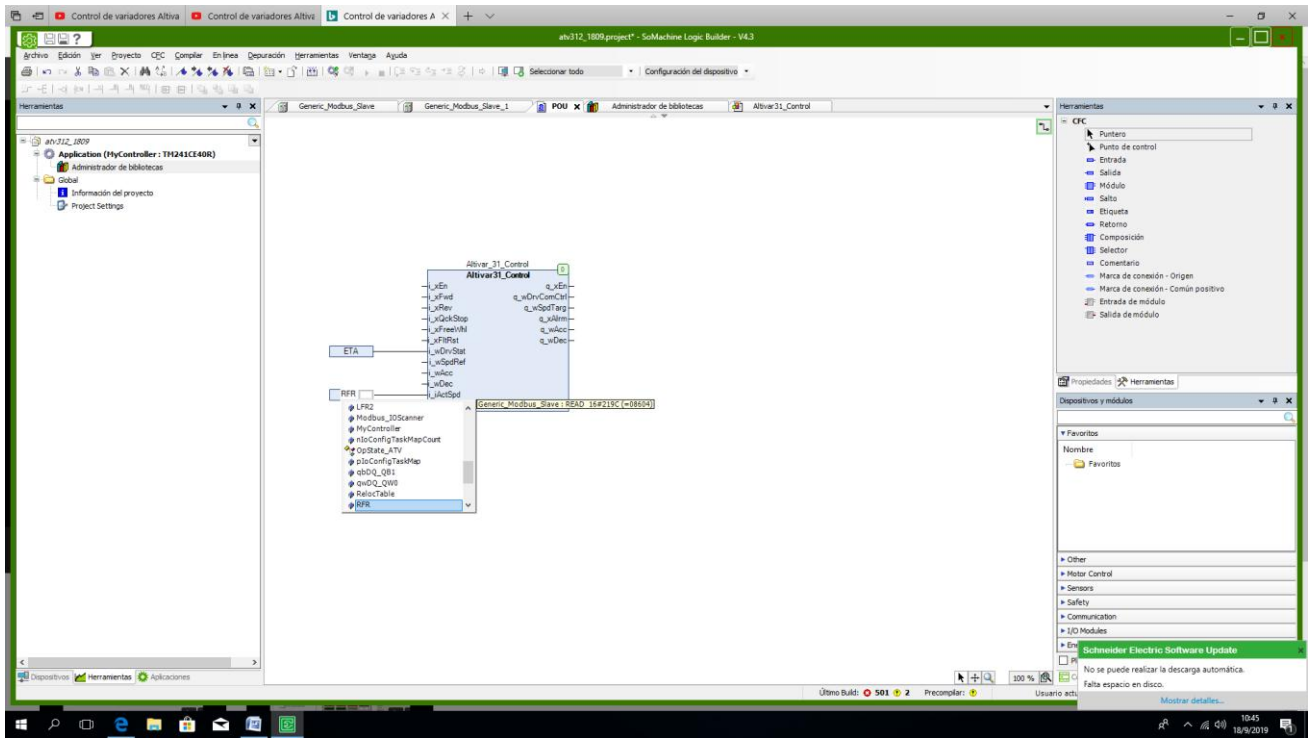 Control de variadores Altiva
Control de variadores Altiva
Control de variadores A
atv312_1809.project* - SoMachine Logic Builder - V4.3
Archivo Edición Ver Proyecto CFC Compilar En línea Depuración Herramientas Ventana Ayuda
Seleccionar todo
Configuración del dispositivo
Herramientas
atv312_1809
Application (MyController : TM241CE40R)
Administrador de bibliotecas
Global
Información del proyecto
Project Settings
Dispositivos Herramientas Aplicaciones
Generic_Modbus_Slave Generic_Modbus_Slave_1 POU Administrador de bibliotecas Altivar31_Control
Altivar_31_Control
Altivar31_Control
0
i_xEn q_xEn
i_xFwd q_wDrvComCtrl
i_xRev q_wSpdTarg
i_xQckStop q_xAlrm
i_xFreeWhl q_wAcc
i_xFltRst q_wDec
ETA i_wDrvStat
i_wSpdRef
i_wAcc
i_wDec
RFR i_iActSpd
Generic_Modbus_Slave : READ 16#219C (=08604)
LFR2
Modbus_IOScanner
MyController
nIoConfigTaskMapCount
OpState_ATV
pIoConfigTaskMap
qbDQ_QB1
qwDQ_QW0
RelocTable
RFR
100 %
Herramientas
CFC
Puntero
Punto de control
Entrada
Salida
Módulo
Salto
Etiqueta
Retorno
Composición
Selector
Comentario
Marca de conexión - Origen
Marca de conexión - Común positivo
Entrada de módulo
Salida de módulo
Propiedades Herramientas
Dispositivos y módulos
Favoritos
Nombre
Favoritos
Other
Motor Control
Sensors
Safety
Communication
I/O Modules
Schneider Electric Software Update
No se puede realizar la descarga automática.
Falta espacio en disco.
Mostrar detalles...
Último Build: 501 2 Precompilar:
Usuario actu
10:45
18/9/2019